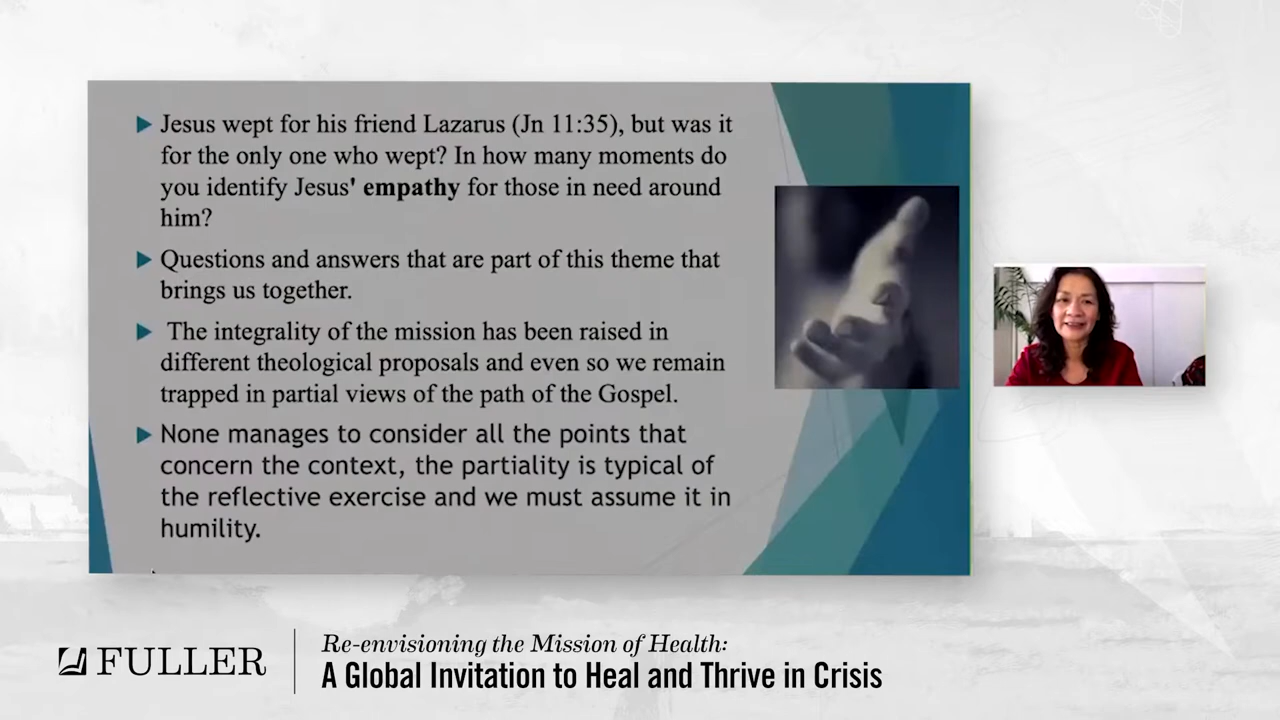 Jesus wept for his friend Lazarus (Jn 11:35), but was it
for the only one who wept? In how many moments do
you identify Jesus' empathy for those in need around
him?
Questions and answers that are part of this theme that
brings us together.
The integrality of the mission has been raised in
different theological proposals and even so we remain
trapped in partial views of the path of the Gospel.
None manages to consider all the points that
concern the context, the partiality is typical of
the reflective exercise and we must assume it in
humility.
FULLER
Re-envisioning the Mission of Health:
A Global Invitation to Heal and Thrive in Crisis